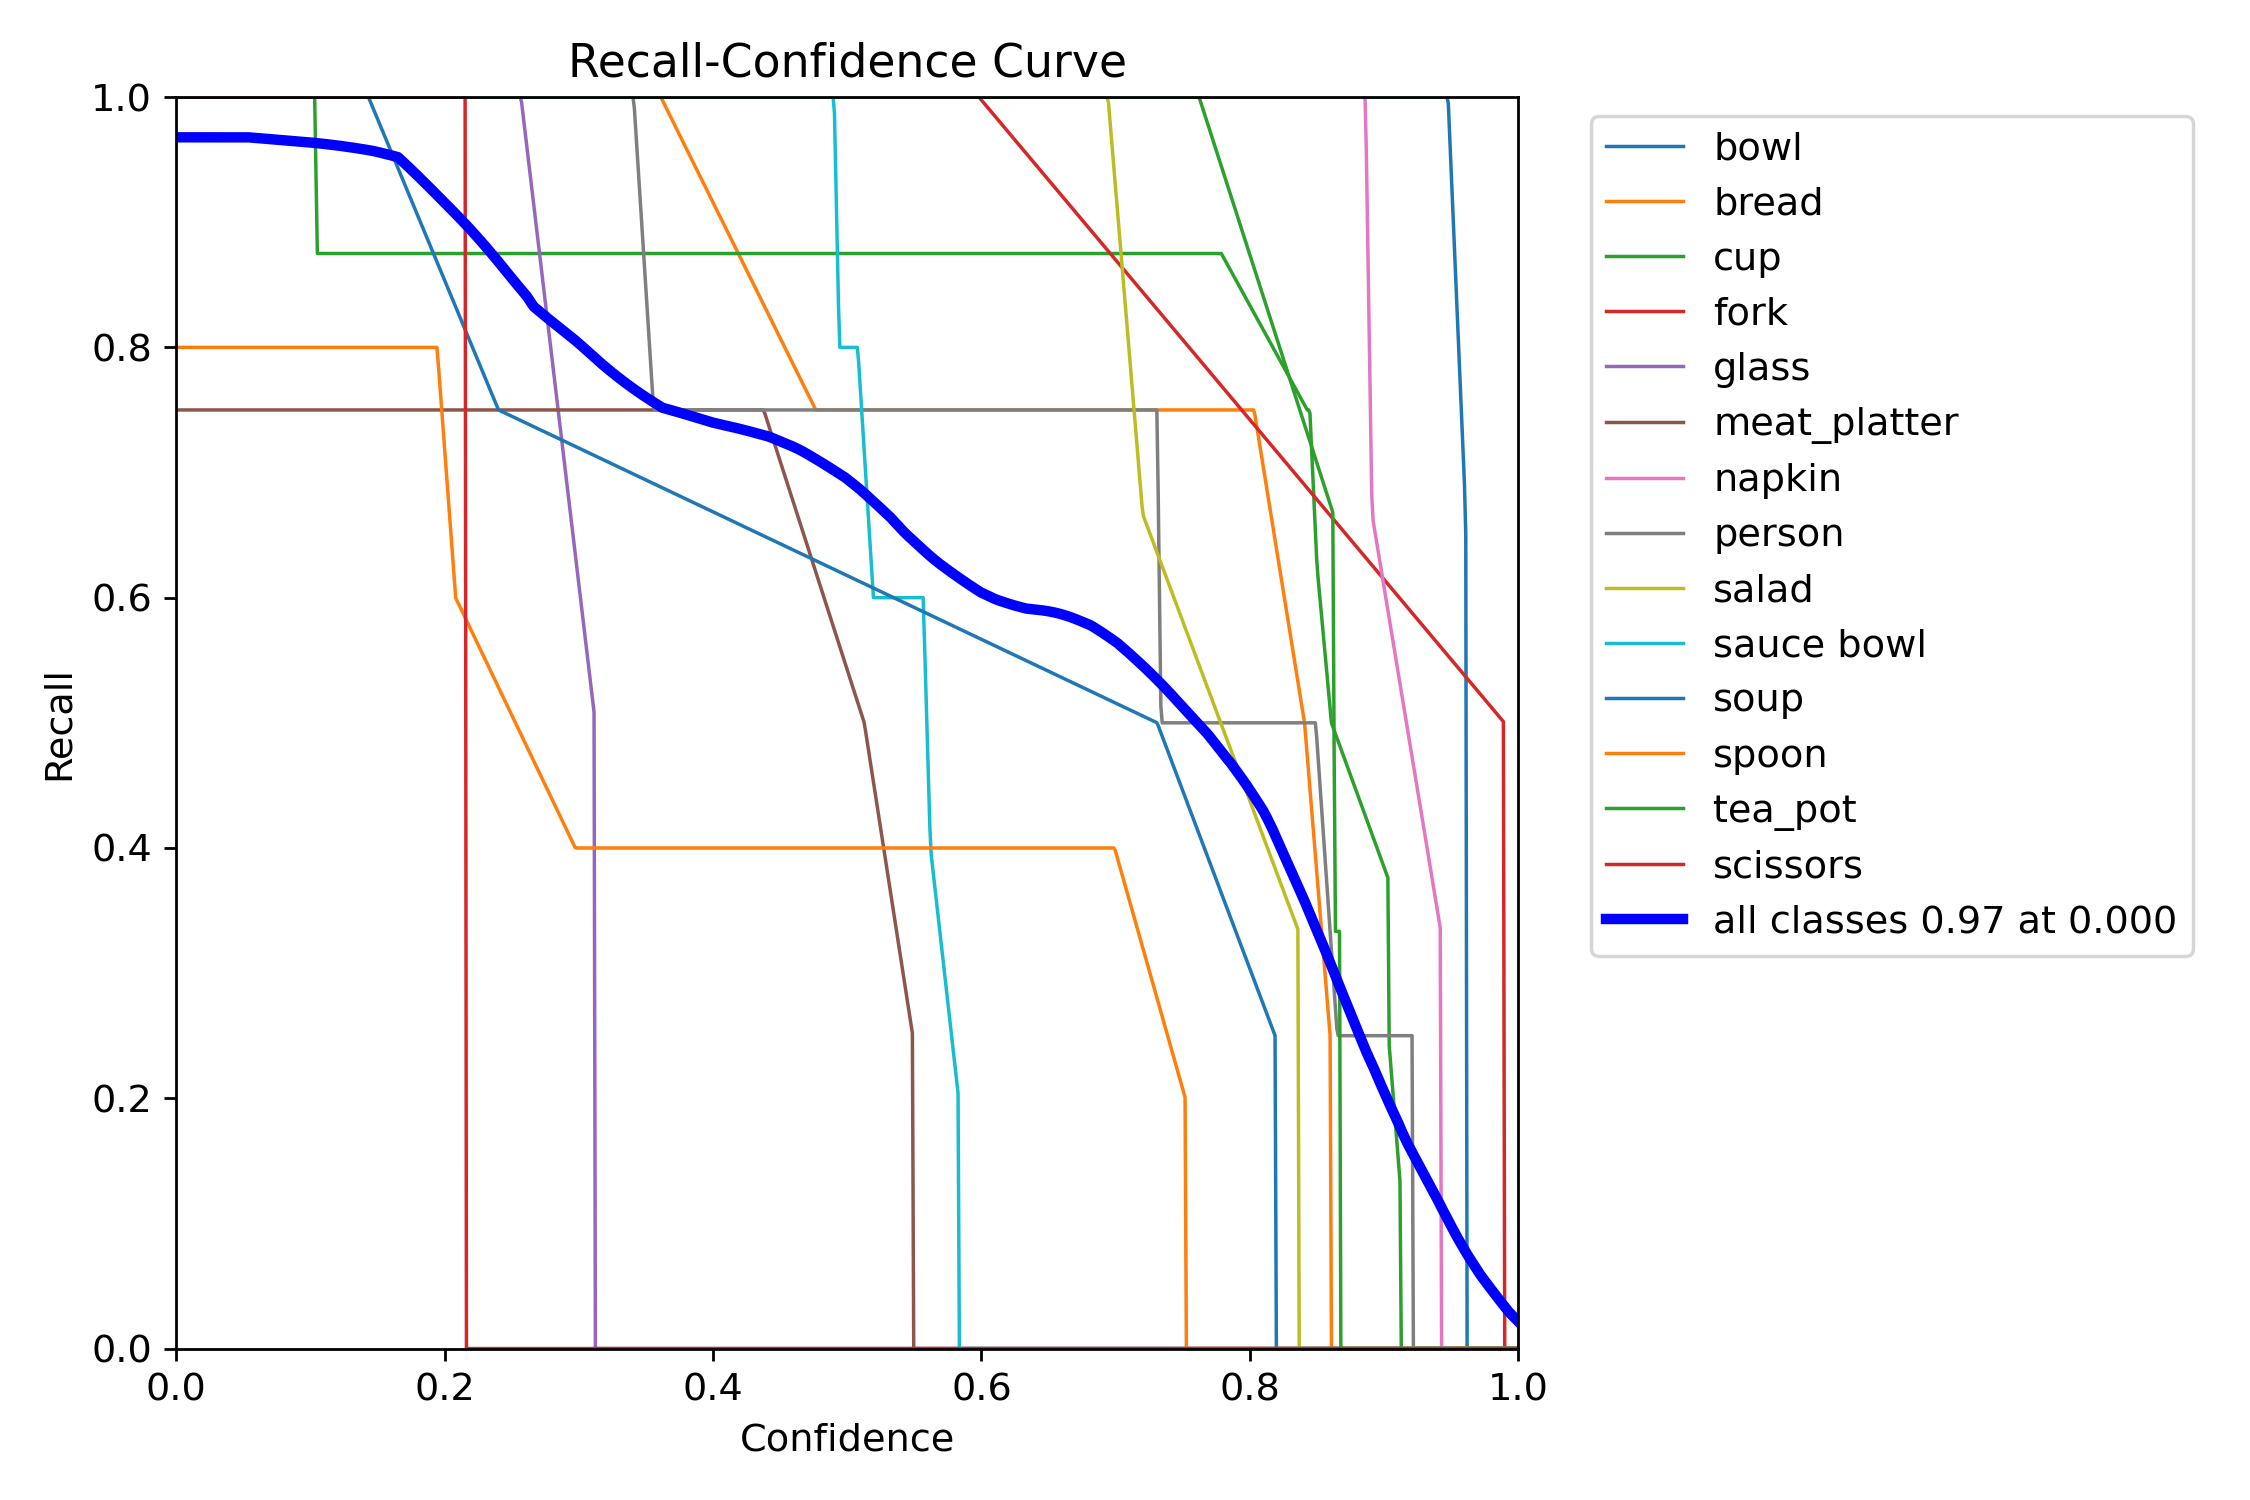 Recall-Confidence Curve
1.0
0.8
0.6
0.4
0.2
0.0
Recall
0.0 0.2 0.4 0.6 0.8 1.0
Confidence
bowl
bread
cup
fork
glass
meat_platter
napkin
person
salad
sauce bowl
soup
spoon
tea_pot
scissors
all classes 0.97 at 0.000